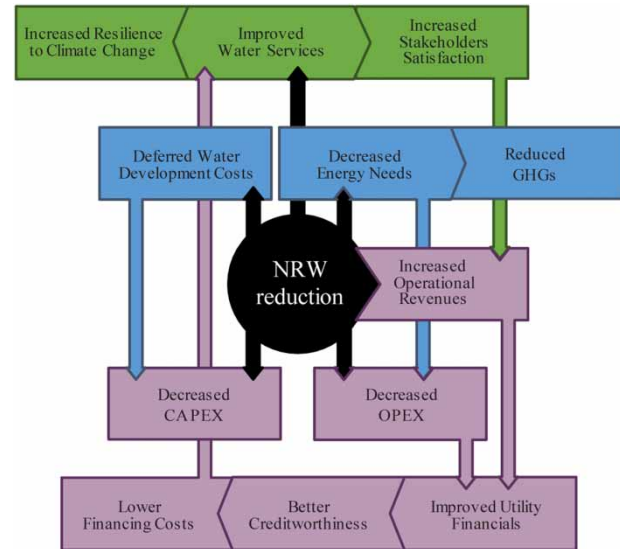 Increased Resilience
to Climate Change
Improved
Water Services
Increased
Stakeholders
Satisfaction
Deferred Water
Development Costs
Decreased
Energy Needs
Reduced
GHGs
NRW
reduction
Increased
Operational
Revenues
Decreased
CAPEX
Decreased
OPEX
Lower
Financing Costs
Better
Creditworthiness
Improved Utility
Financials